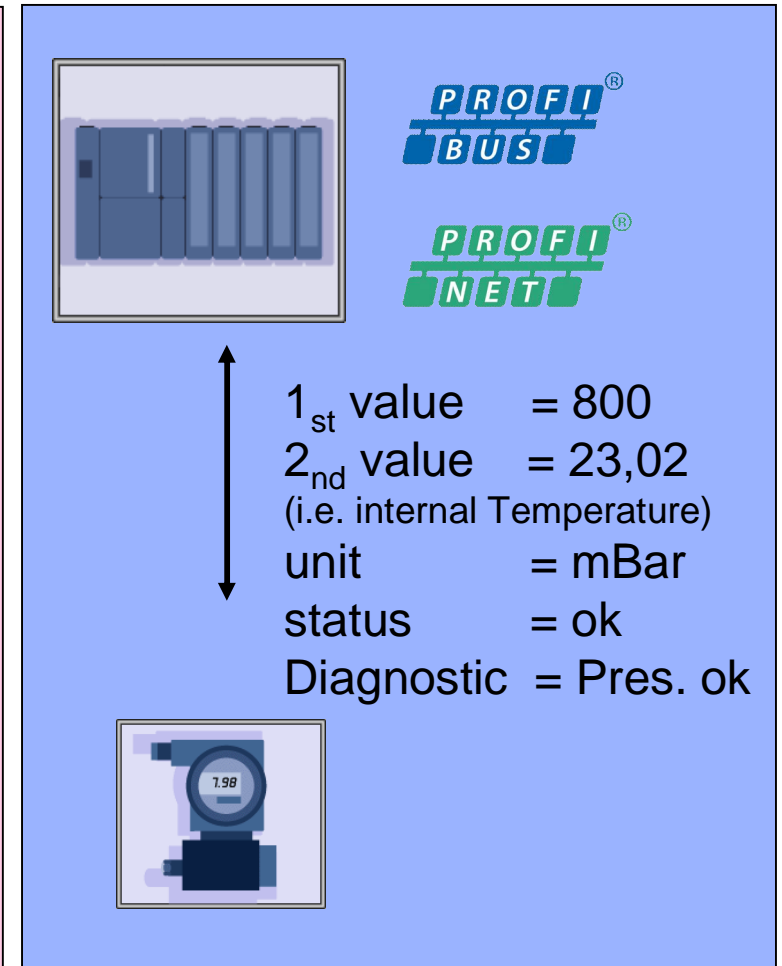 PROFI®
BUS
PROFI®
NET
1st value = 800
2nd value = 23,02
(i.e. internal Temperature)
unit = mBar
status = ok
Diagnostic = Pres. ok
7.98